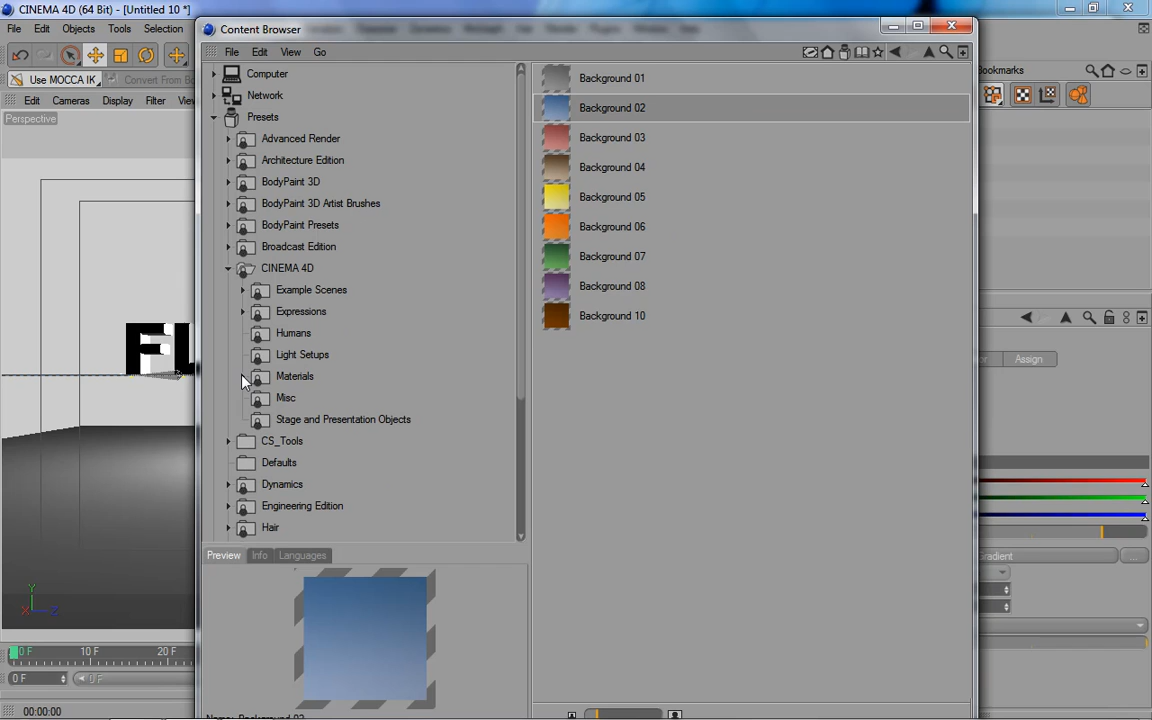 CINEMA 4D (64 Bit) - [Untitled 10 *]
File Edit Objects Tools Selection
Use MOCCA IK
Convert From Bo
Edit Cameras Display Filter Vie
Perspective
FL
Y
X Z
0 F 10 F 20 F
0 F 0 F
00:00:00
Content Browser
File Edit View Go
Computer
Network
Presets
Advanced Render
Architecture Edition
BodyPaint 3D
BodyPaint 3D Artist Brushes
BodyPaint Presets
Broadcast Edition
CINEMA 4D
Example Scenes
Expressions
Humans
Light Setups
Materials
Misc
Stage and Presentation Objects
CS_Tools
Defaults
Dynamics
Engineering Edition
Hair
Preview Info Languages
Background 01
Background 02
Background 03
Background 04
Background 05
Background 06
Background 07
Background 08
Background 10
Bookmarks
Assign
Gradient
...